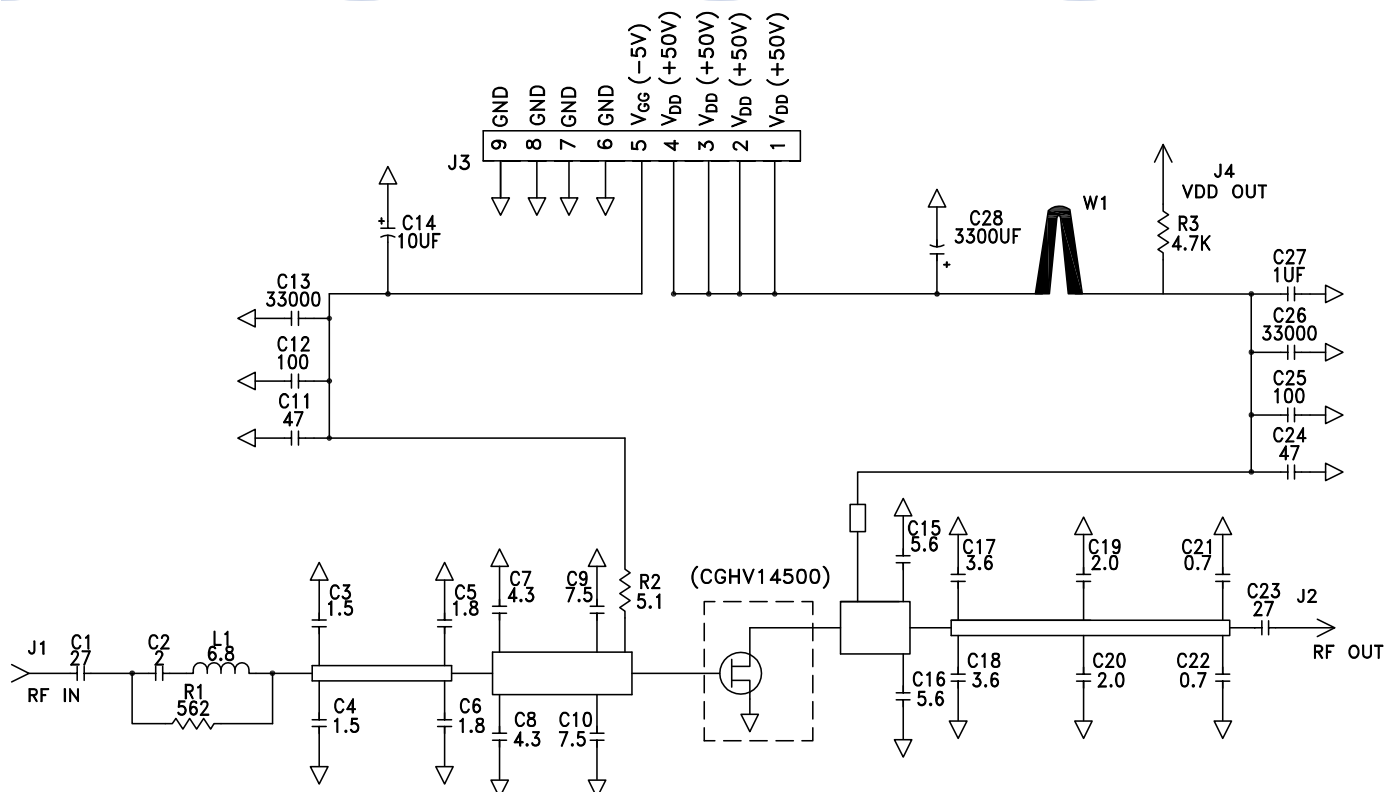 VGG (-5V)
VDD (+50V)
VDD (+50V)
VDD (+50V)
VDD (+50V)
GND
GND
GND
GND
J3
9 8 7 6 5 4 3 2 1
C14
10UF
C28
3300UF
W1
J4
VDD OUT
R3
4.7K
C13
33000
C12
100
C11
47
C27
1UF
C26
33000
C25
100
C24
47
(CGHV14500)
J1
RF IN
C1
27
C2
2
L1
6.8
R1
562
C3
1.5
C4
1.5
C5
1.8
C6
1.8
C7
4.3
C8
4.3
C9
7.5
C10
7.5
R2
5.1
C15
5.6
C16
5.6
C17
3.6
C18
3.6
C19
2.0
C20
2.0
C21
0.7
C22
0.7
C23
27
J2
RF OUT